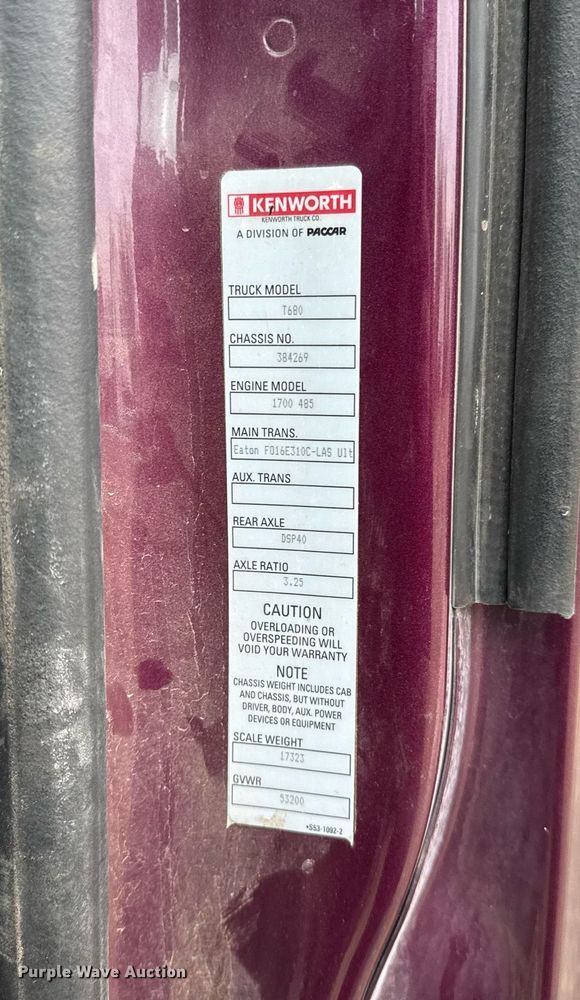 KENWORTH
KENWORTH TRUCK CO.
A DIVISION OF PACCAR
TRUCK MODEL
T680
CHASSIS NO.
384269
ENGINE MODEL
1700 485
MAIN TRANS.
Eaton FO16E310C-LAS Ult
AUX. TRANS
REAR AXLE
DSP40
AXLE RATIO
3.25
CAUTION
OVERLOADING OR
OVERSPEEDING WILL
VOID YOUR WARRANTY
NOTE
CHASSIS WEIGHT INCLUDES CAB
AND CHASSIS, BUT WITHOUT
DRIVER, BODY, AUX. POWER
DEVICES OR EQUIPMENT
SCALE WEIGHT
17323
GVWR
53200
*S53-1092-2
Purple Wave Auction